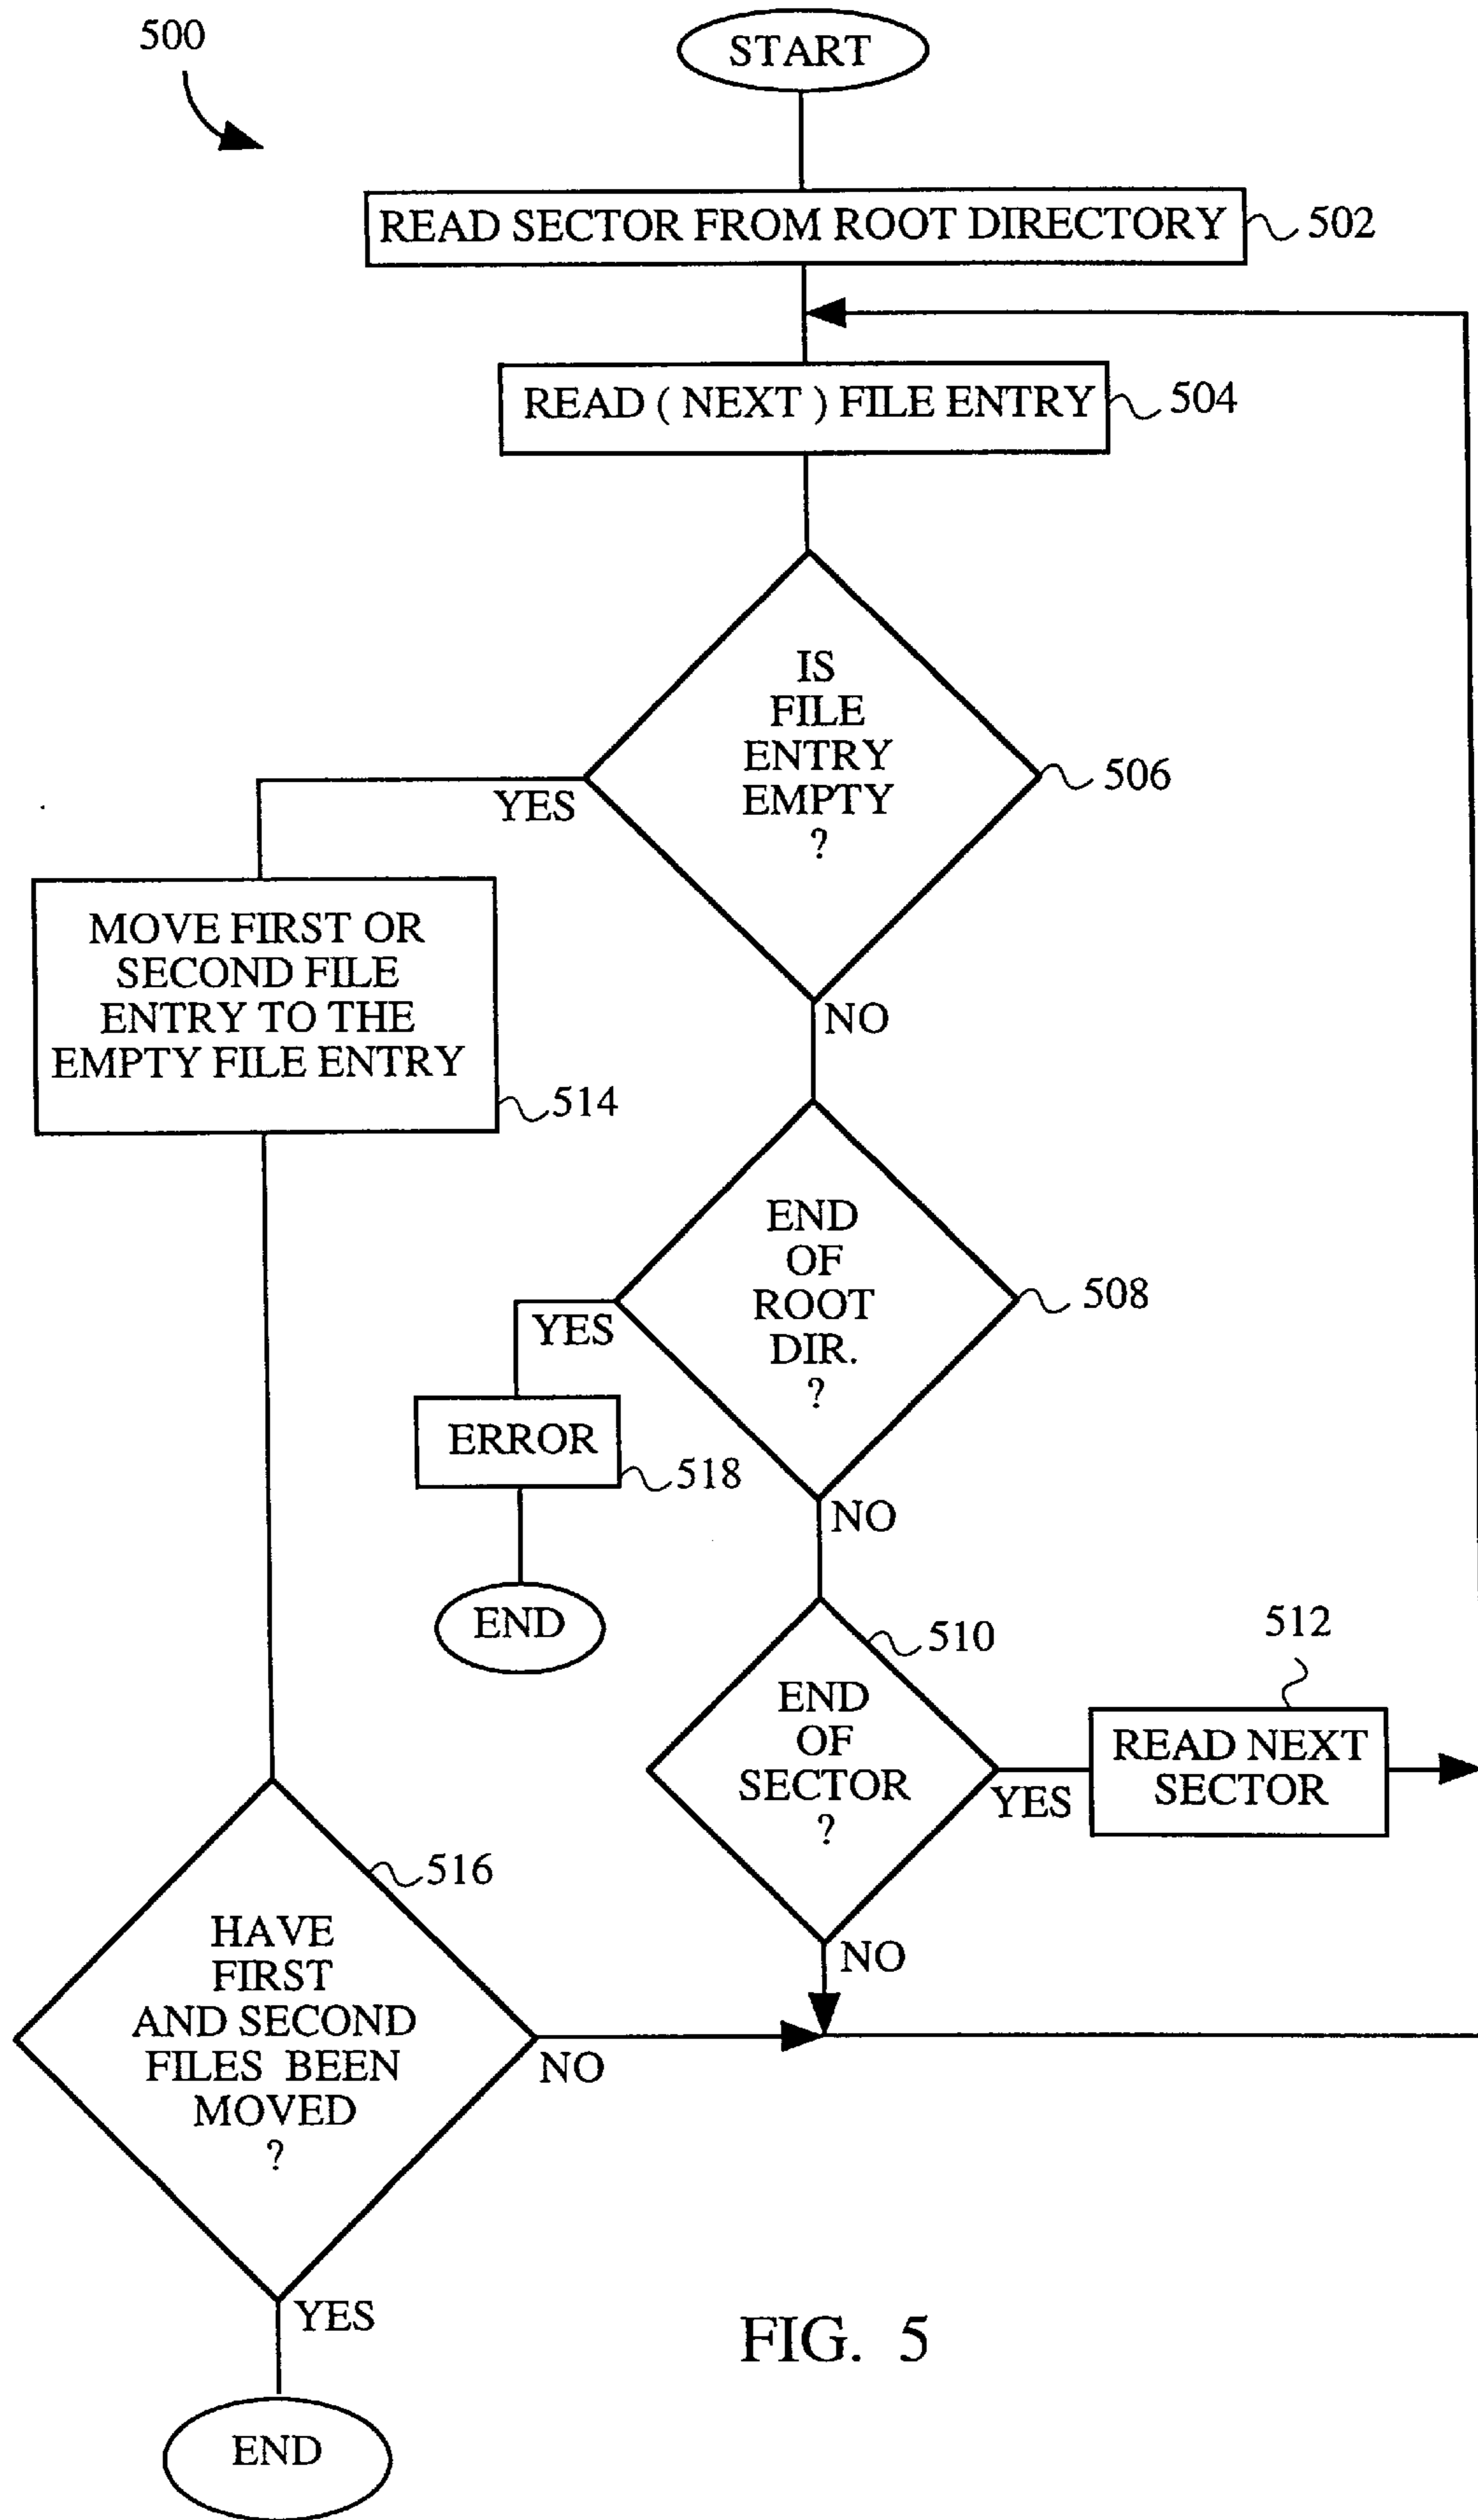 500
START
READ SECTOR FROM ROOT DIRECTORY
502
READ ( NEXT ) FILE ENTRY
504
IS
FILE
ENTRY
EMPTY
?
506
YES
NO
MOVE FIRST OR
SECOND FILE
ENTRY TO THE
EMPTY FILE ENTRY
514
END
OF
ROOT
DIR.
?
508
YES
NO
ERROR
518
END
END
OF
SECTOR
?
510
YES
NO
512
READ NEXT
SECTOR
HAVE
FIRST
AND SECOND
FILES BEEN
MOVED
?
516
NO
YES
END
FIG. 5